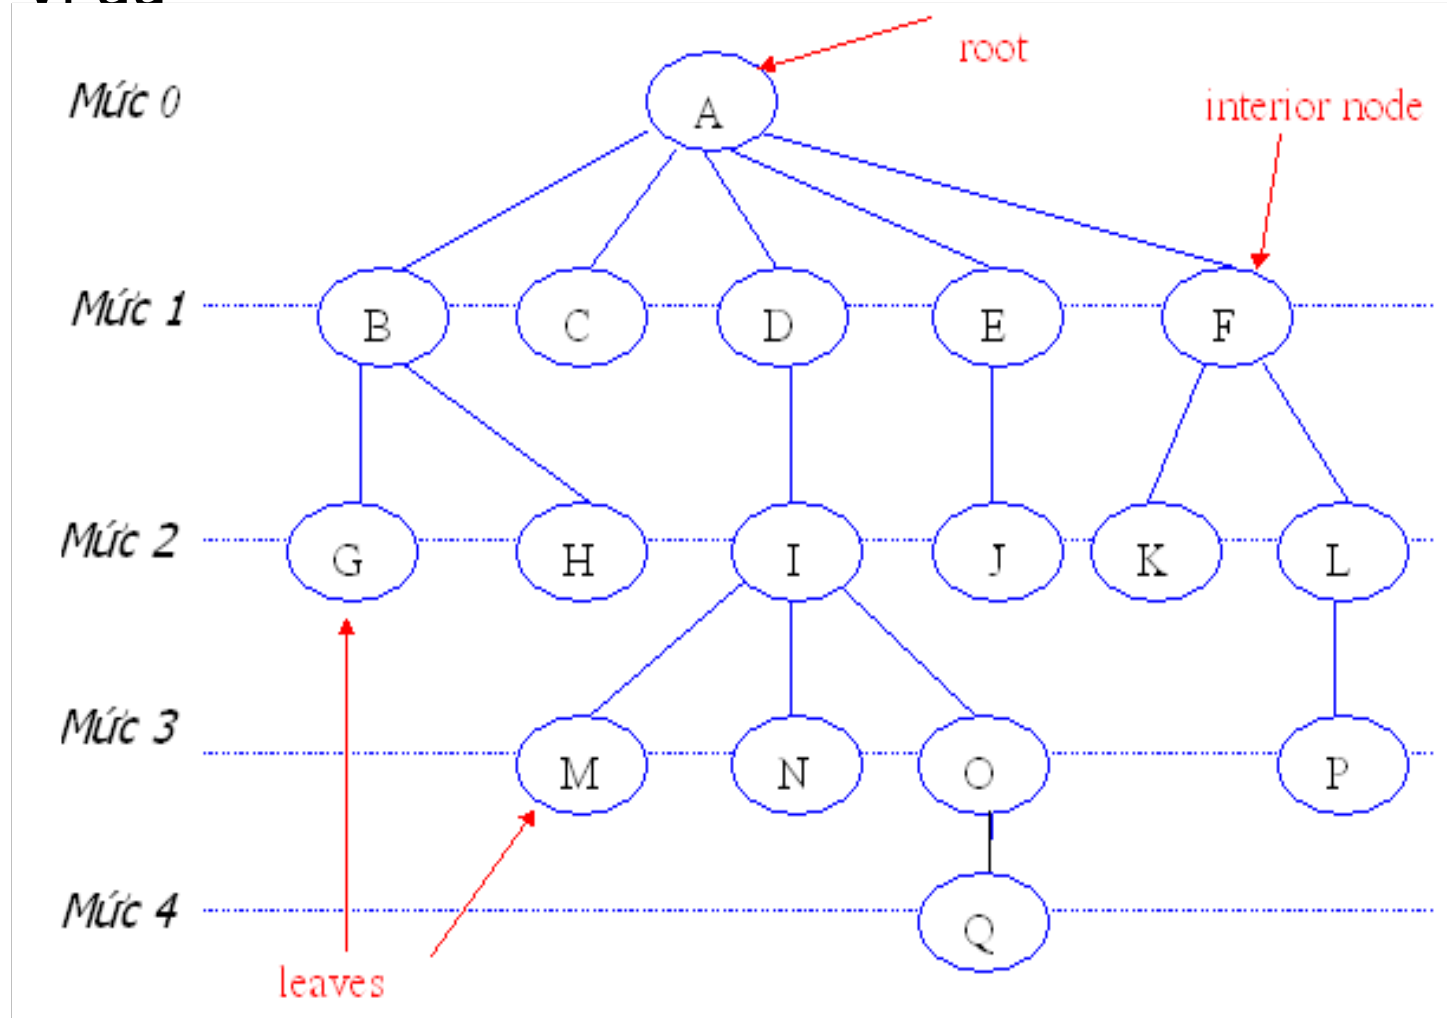 root
Mức 0
A
interior node
Mức 1
B C D E F
Mức 2
G H I J K L
Mức 3
M N O P
Mức 4
Q
leaves